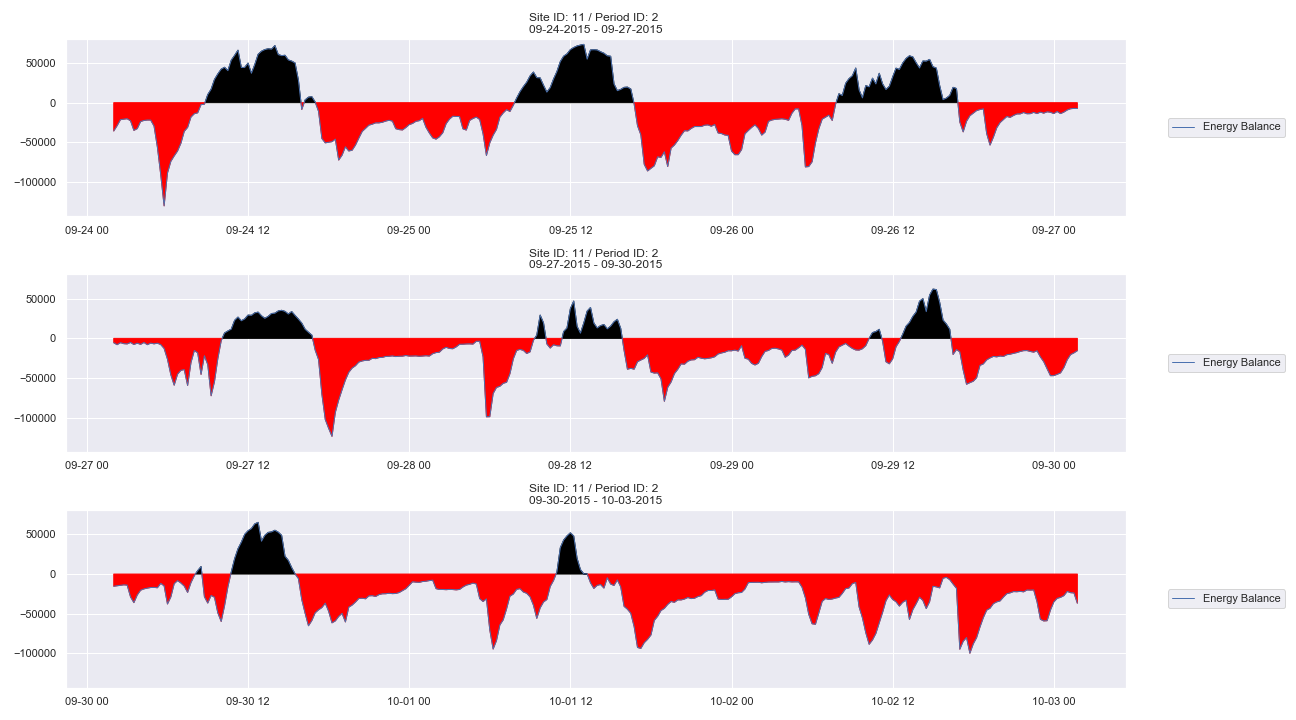 Site ID: 11 / Period ID: 2
09-24-2015 - 09-27-2015
50000
0
−50000
−100000
09-24 00 09-24 12 09-25 00 09-25 12 09-26 00 09-26 12 09-27 00
Energy Balance
Site ID: 11 / Period ID: 2
09-27-2015 - 09-30-2015
50000
0
−50000
−100000
09-27 00 09-27 12 09-28 00 09-28 12 09-29 00 09-29 12 09-30 00
Energy Balance
Site ID: 11 / Period ID: 2
09-30-2015 - 10-03-2015
50000
0
−50000
−100000
09-30 00 09-30 12 10-01 00 10-01 12 10-02 00 10-02 12 10-03 00
Energy Balance